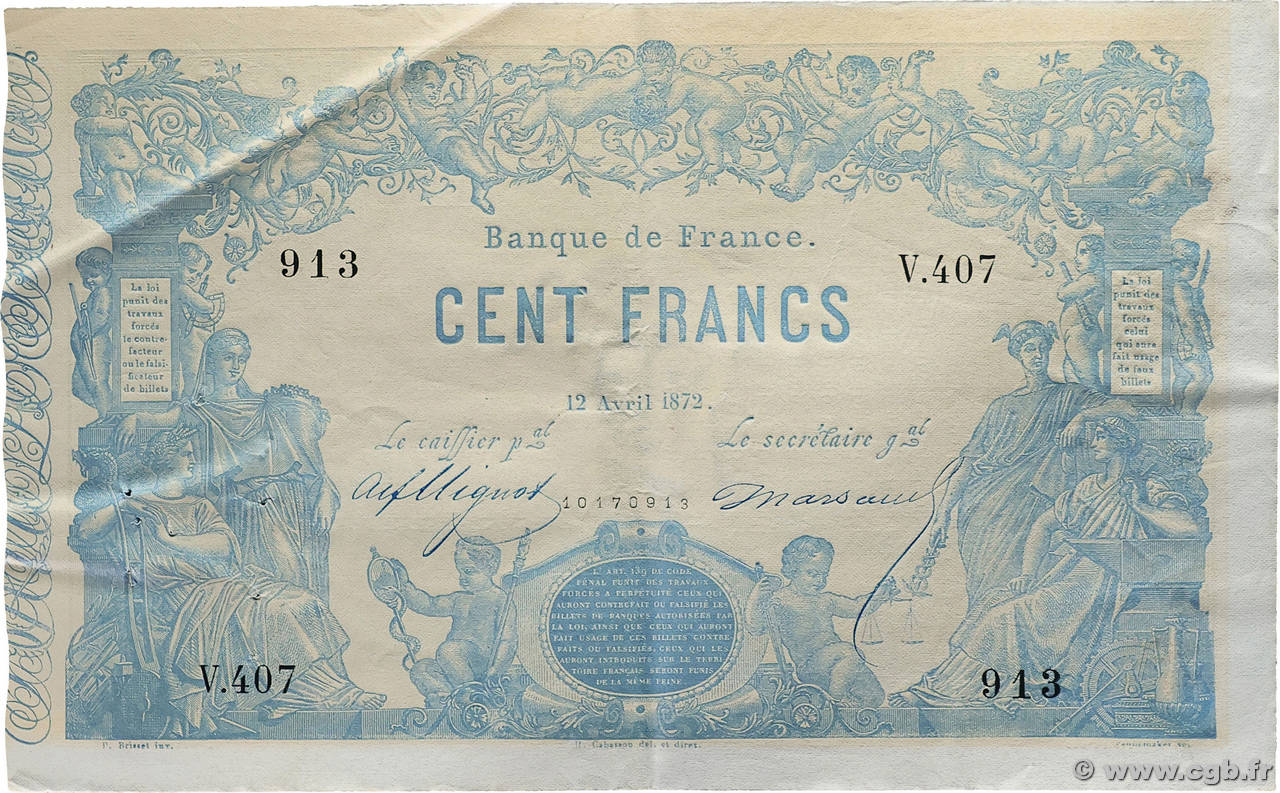 Banque de France.
913
V.407
CENT FRANCS
La loi
punit des
travaux
forcés
le contre-
facteur
ou le falsi-
ficateur
de billets
La loi
punit des
travaux
forcés
celui
qui aura
fait usage
de faux
billets
12 Avril 1872.
Le caissier pal
Le secrétaire gal
10170913
L'ART. 139 DU CODE
PÉNAL PUNIT DES TRAVAUX
FORCÉS A PERPÉTUITÉ CEUX QUI
AURONT CONTREFAIT OU FALSIFIÉ LES
BILLETS DE BANQUES AUTORISÉES PAR
LA LOI, AINSI QUE CEUX QUI AURONT
FAIT USAGE DE CES BILLETS CONTRE-
FAITS OU FALSIFIÉS. CEUX QUI LES
AURONT INTRODUITS SUR LE TERRI-
TOIRE FRANÇAIS SERONT PUNIS
DE LA MÊME PEINE.
V.407
913
Brisset inv.
Cabasson del. et direx.
© www.cgb.fr